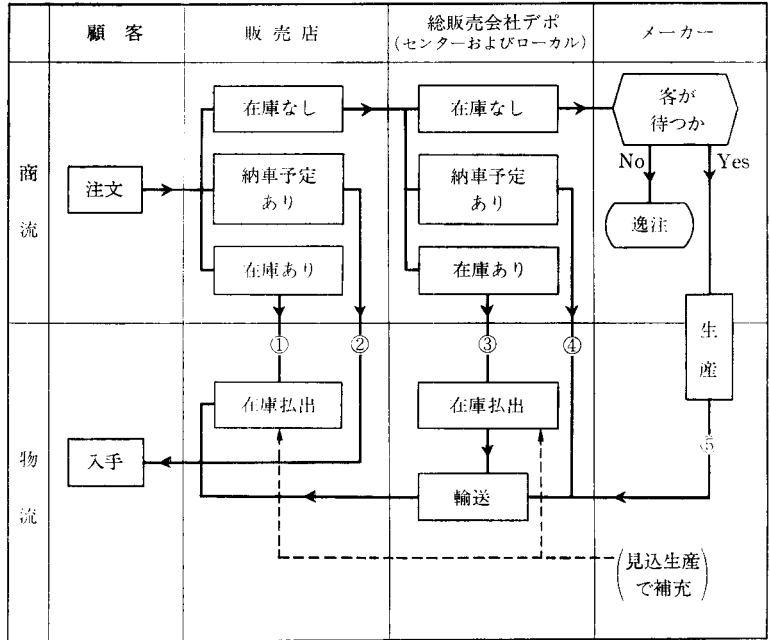 顧客
販売店
総販売会社デポ
(センターおよびローカル)
メーカー
商流
注文
在庫なし
納車予定
あり
在庫あり
在庫なし
納車予定
あり
在庫あり
客が
待つか
No
Yes
逸注
生産
①
②
③
④
⑤
物流
入手
在庫払出
在庫払出
輸送
(見込生産
で補充)